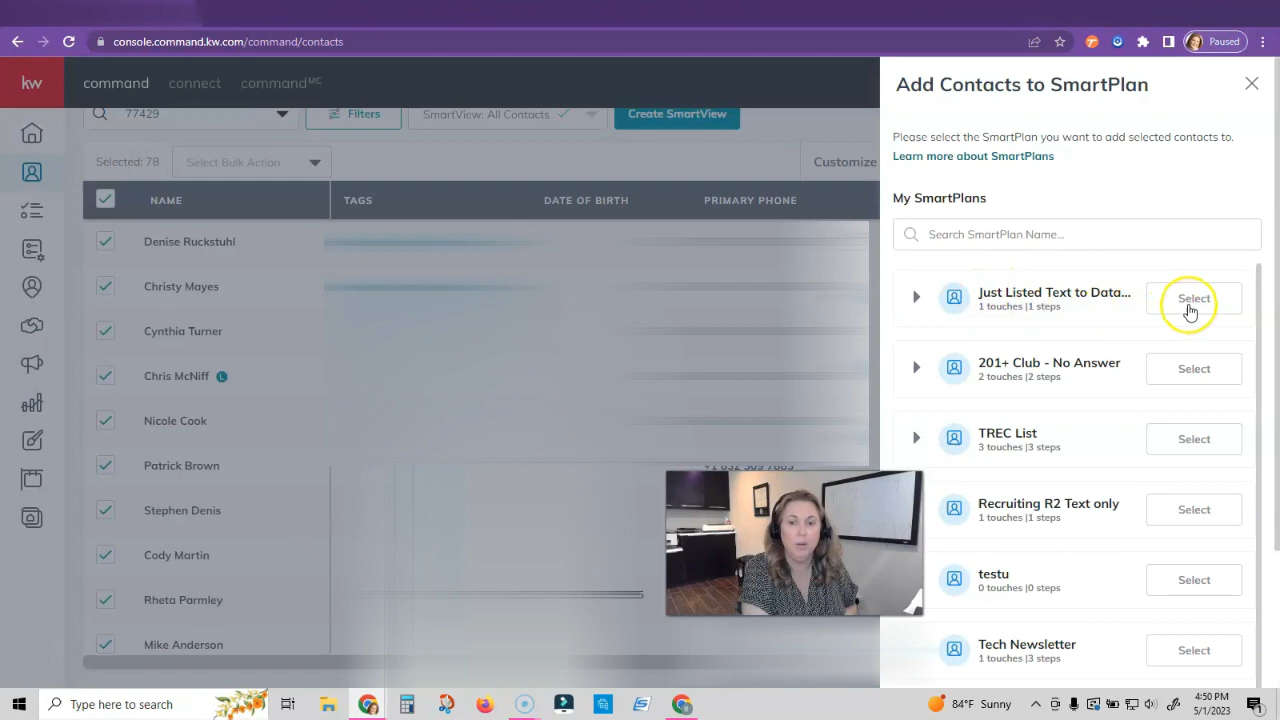 console.command.kw.com/command/contacts
Paused
kw
command
connect
commandMC
Add Contacts to SmartPlan
77429
Filters
SmartView: All Contacts
Create SmartView
Please select the SmartPlan you want to add selected contacts to.
Learn more about SmartPlans
Selected: 78
Select Bulk Action
Customize
My SmartPlans
NAME
TAGS
DATE OF BIRTH
PRIMARY PHONE
Search SmartPlan Name...
Denise Ruckstuhl
Christy Mayes
Cynthia Turner
Chris McNiff
L
Nicole Cook
Patrick Brown
Stephen Denis
Cody Martin
Rheta Parmley
Mike Anderson
Just Listed Text to Data...
1 touches |1 steps
Select
201+ Club - No Answer
2 touches |2 steps
Select
TREC List
3 touches |3 steps
Select
Recruiting R2 Text only
1 touches |1 steps
Select
testu
0 touches |0 steps
Select
Tech Newsletter
1 touches |3 steps
Select
Type here to search
84°F Sunny
4:50 PM
5/1/2023
1